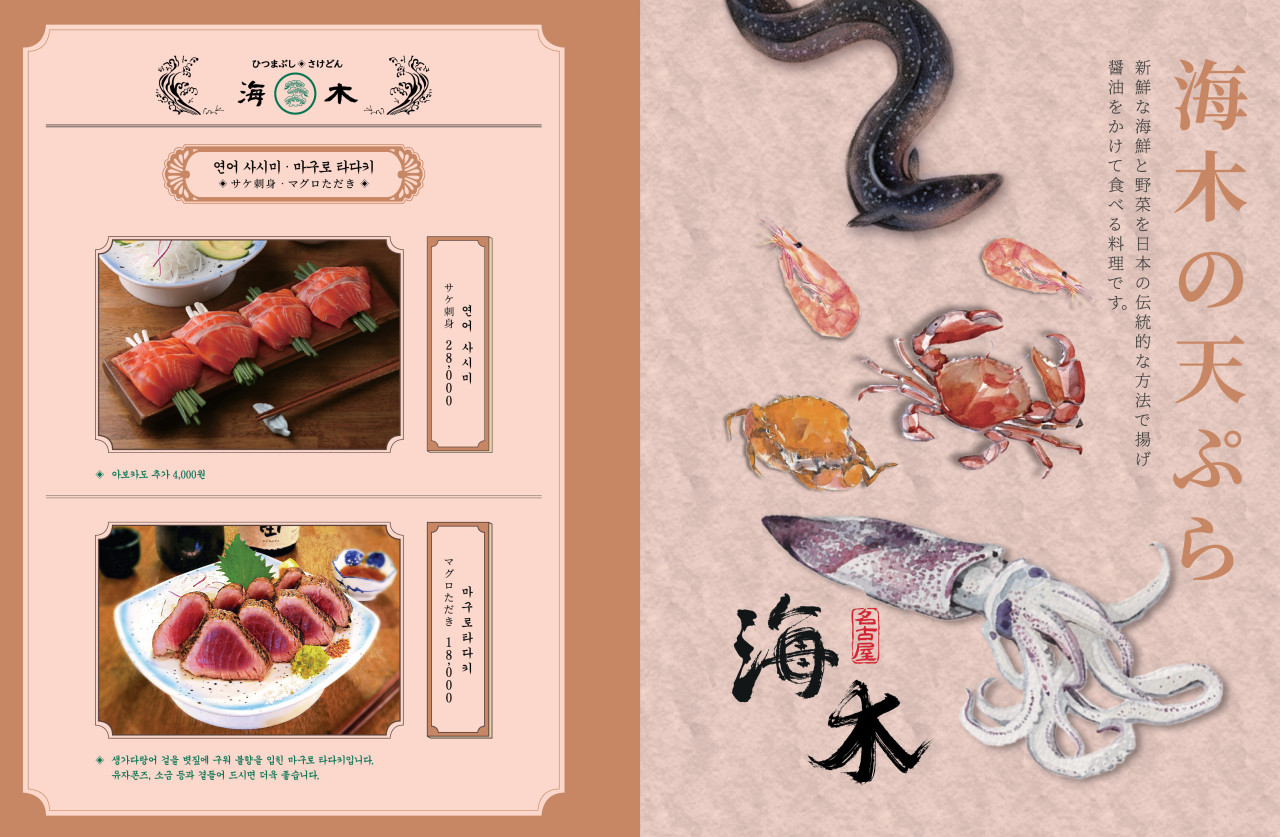 ひつまぶし◈さけどん
海 木
연어 사시미 · 마구로 타다키
◈ サケ刺身 · マグロただき ◈
연어 사시미
サケ刺身 28,000
◈ 아보카도 추가 4,000원
마구로타다키
マグロただき 18,000
◈ 생가다랑어 겉을 볏짚에 구워 불향을 입힌 마구로 타다키입니다.
유자폰즈, 소금 등과 곁들어 드시면 더욱 좋습니다.
海木の天ぷら
新鮮な海鮮と野菜を日本の伝統的な方法で揚げ
醤油をかけて食べる料理です。
海木
名古屋